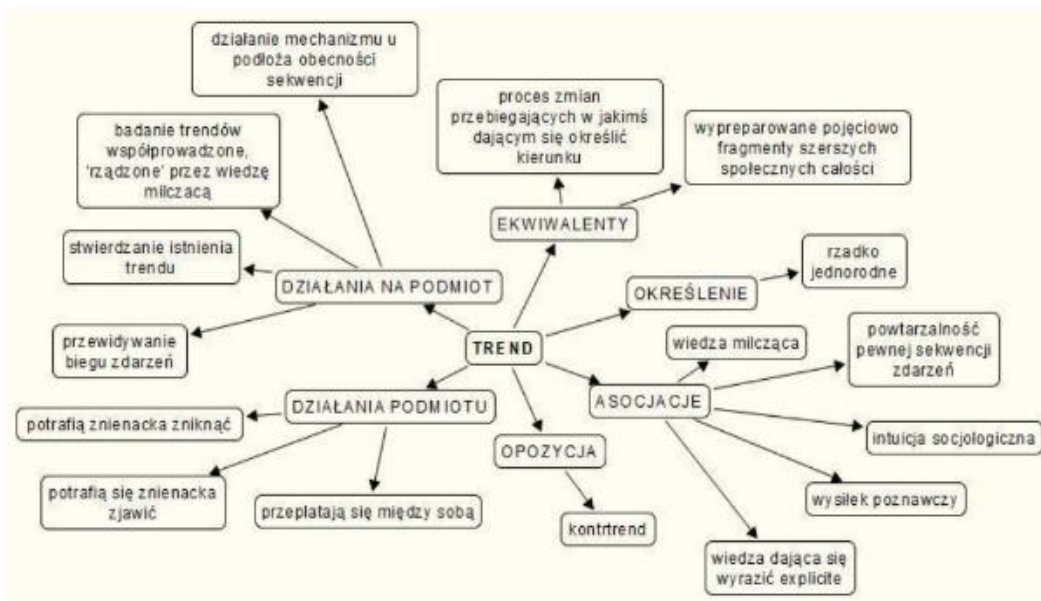 działanie mechanizmu u
podłoża obecności
sekwencji
proces zmian
przebiegających w jakimś
dającym się określić
kierunku
wypreparowane pojęciowo
fragmenty szerszych
społecznych całości
badanie trendów
współprowadzone,
'rządzone' przez wiedzę
milczacą
EKWIWALENTY
stwierdzanie istnienia
trendu
DZIAŁANIA NA PODMIOT
OKREŚLENIE
rzadko
jednorodne
przewidywanie
biegu zdarzeń
TREND
wiedza milcząca
powtarzalność
pewnej sekwencji
zdarzeń
DZIAŁANIA PODMIOTU
ASOCJACJE
potrafią znienacka zniknąć
OPOZYCJA
intuicja socjologiczna
potrafią się znienacka
zjawić
przeplatają się między sobą
kontrtrend
wysiłek poznawczy
wiedza dająca się
wyrazić explicite